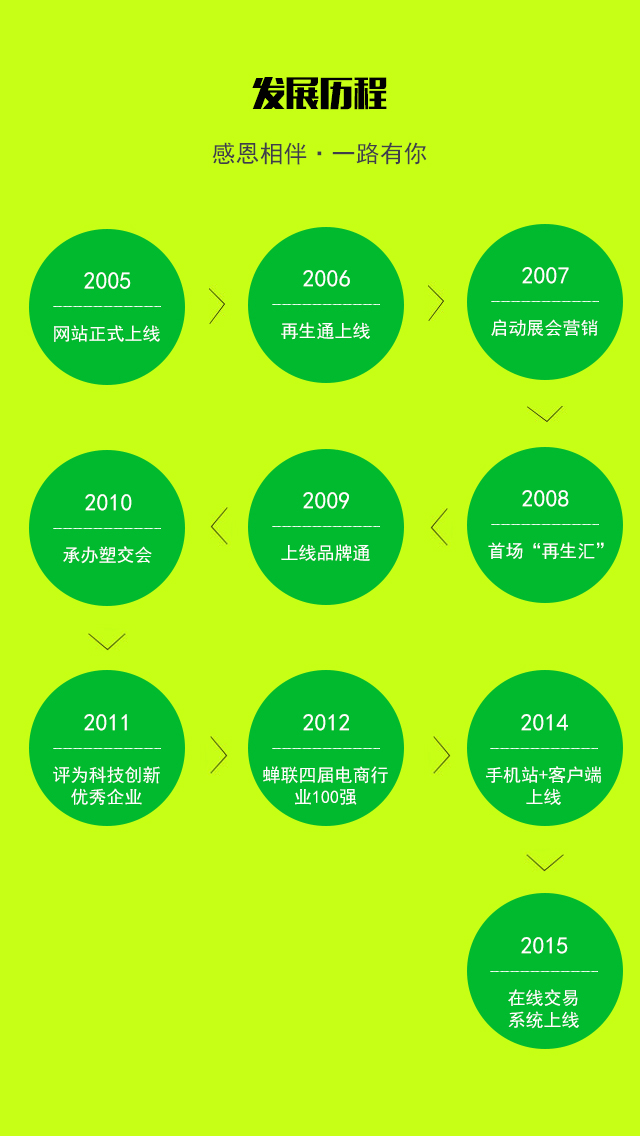 发展历程
感恩相伴·一路有你
2005
网站正式上线
2006
再生通上线
2007
启动展会营销
2008
首场“再生汇”
2009
上线品牌通
2010
承办塑交会
2011
评为科技创新
优秀企业
2012
蝉联四届电商行
业100强
2014
手机站+客户端
上线
2015
在线交易
系统上线